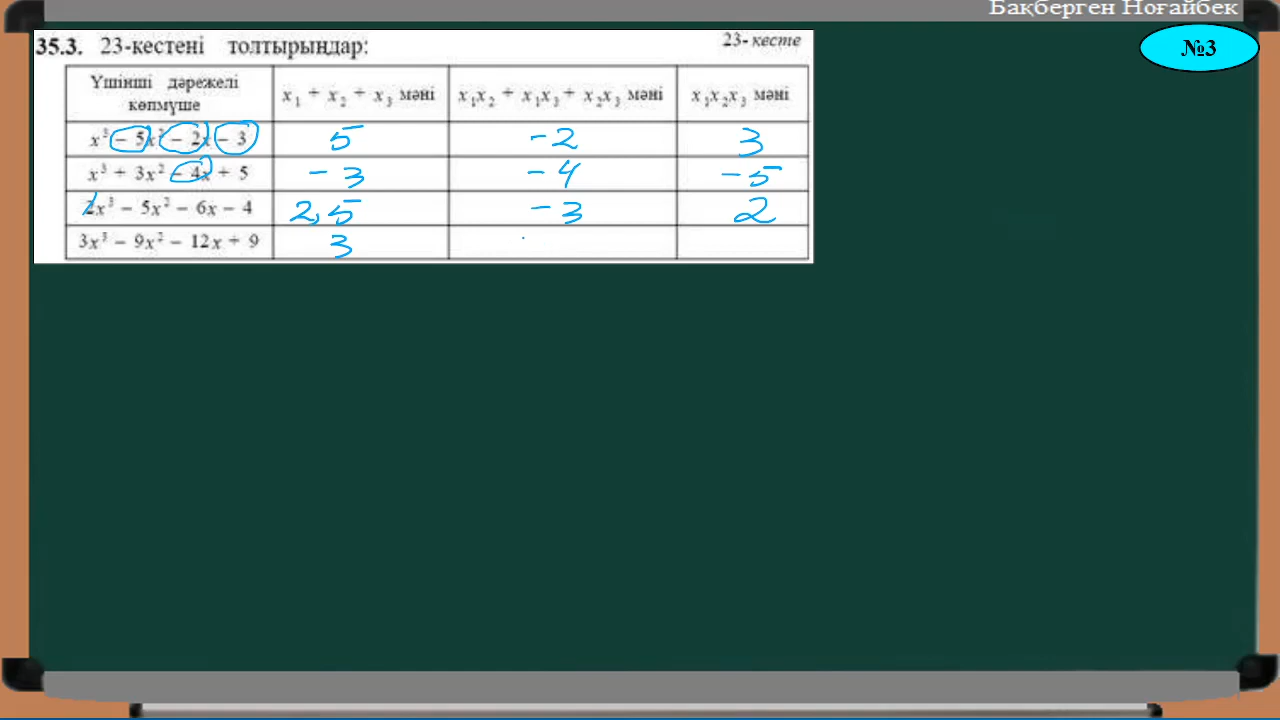 Бақберген Ноғайбек
№3
35.3. 23-кестені толтырыңдар:
23-кесте
Үшінші дәрежелі көпмүше | x₁ + x₂ + x₃ мәні | x₁x₂ + x₁x₃ + x₂x₃ мәні | x₁x₂x₃ мәні
x³ − 5x² − 2x − 3 | 5 | −2 | 3
x³ + 3x² − 4x + 5 | −3 | −4 | −5
2x³ − 5x² − 6x − 4 | 2,5 | −3 | 2
3x³ − 9x² − 12x + 9 | 3